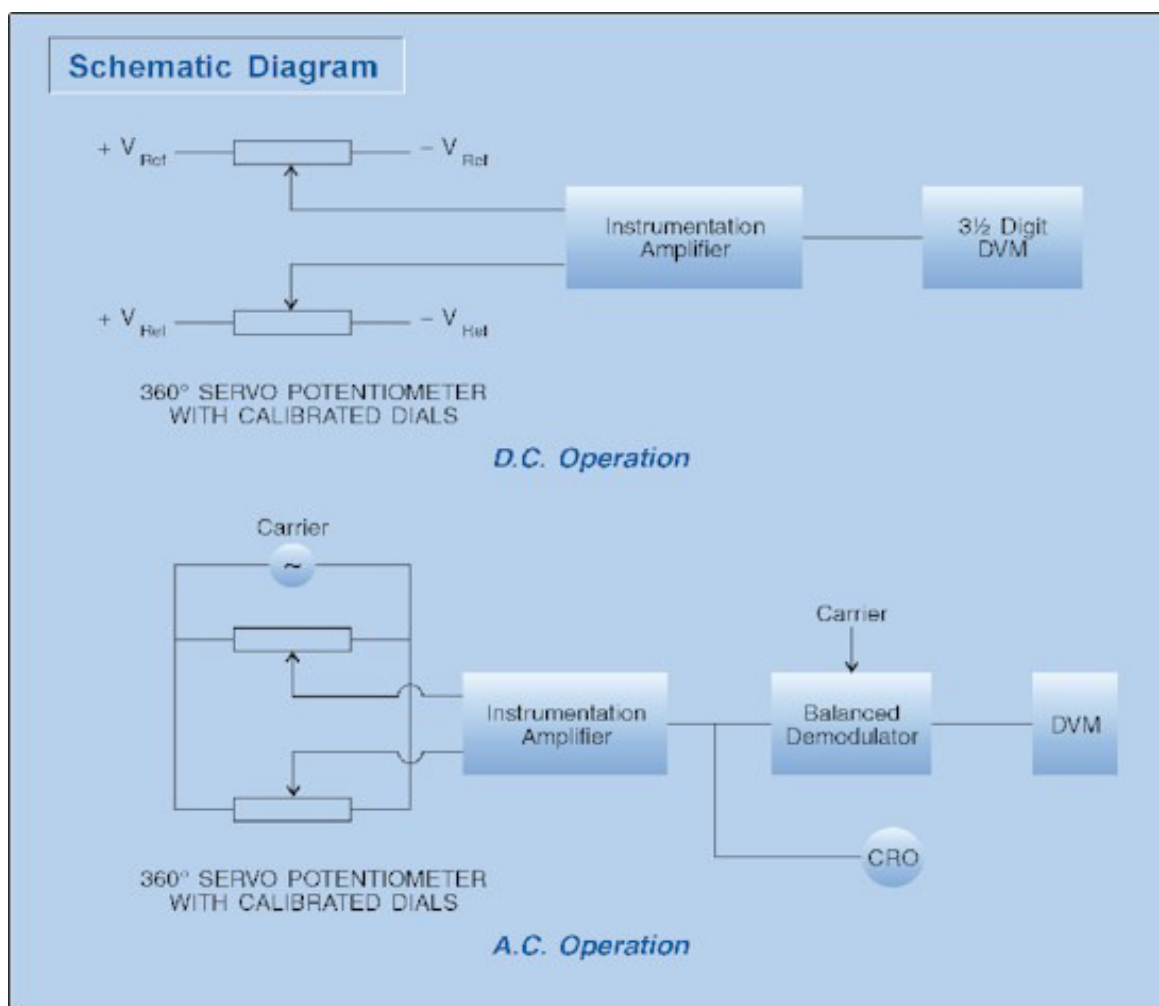 Schematic Diagram
+ V Ref
− V Ref
Instrumentation
Amplifier
3½ Digit
DVM
+ V Ref
− V Ref
360° SERVO POTENTIOMETER
WITH CALIBRATED DIALS
D.C. Operation
Carrier
~
Carrier
Instrumentation
Amplifier
Balanced
Demodulator
DVM
CRO
360° SERVO POTENTIOMETER
WITH CALIBRATED DIALS
A.C. Operation